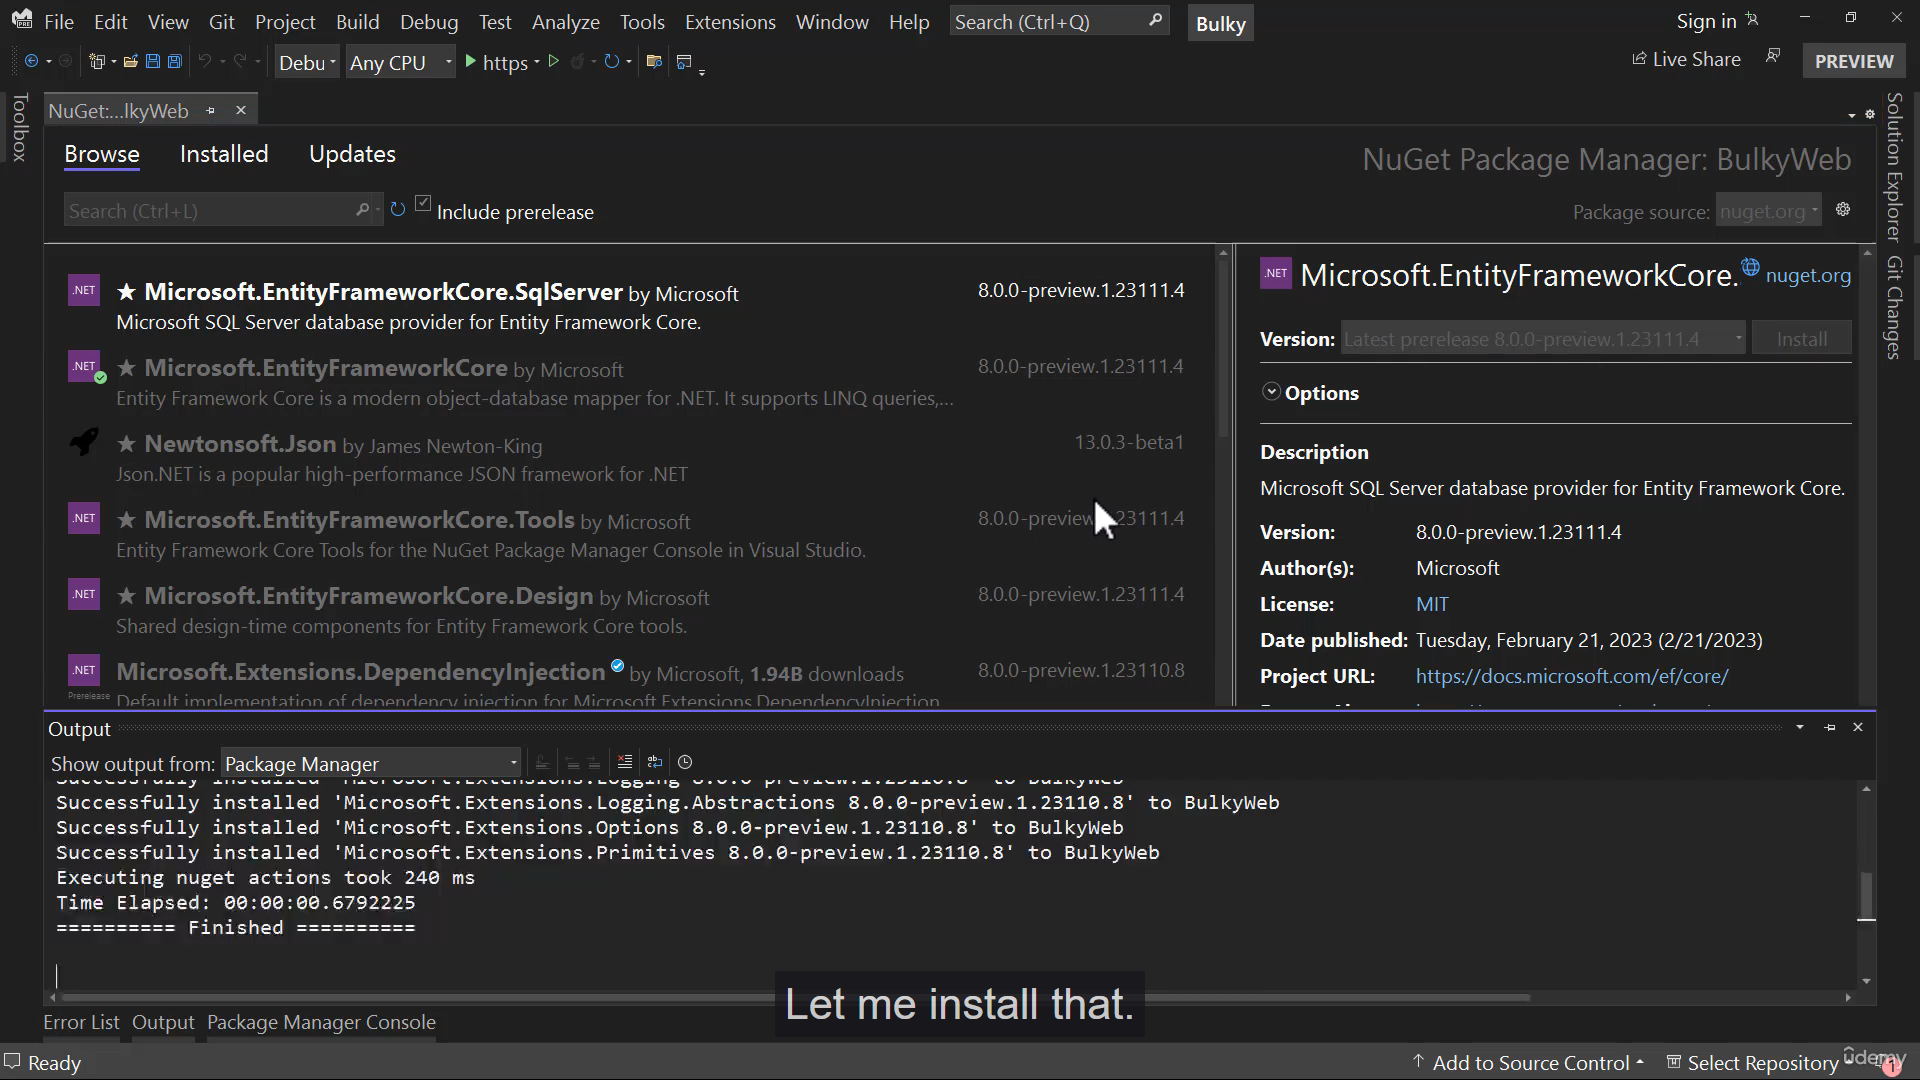 File Edit View Git Project Build Debug Test Analyze Tools Extensions Window Help Search (Ctrl+Q) Bulky Sign in
Debu Any CPU https Live Share PREVIEW
Toolbox
NuGet:...lkyWeb
Browse Installed Updates
NuGet Package Manager: BulkyWeb
Search (Ctrl+L) Include prerelease
Package source: nuget.org
Solution Explorer
Git Changes
.NET Microsoft.EntityFrameworkCore.SqlServer by Microsoft 8.0.0-preview.1.23111.4
Microsoft SQL Server database provider for Entity Framework Core.
.NET Microsoft.EntityFrameworkCore by Microsoft 8.0.0-preview.1.23111.4
Entity Framework Core is a modern object-database mapper for .NET. It supports LINQ queries,...
Newtonsoft.Json by James Newton-King 13.0.3-beta1
Json.NET is a popular high-performance JSON framework for .NET
.NET Microsoft.EntityFrameworkCore.Tools by Microsoft 8.0.0-preview 23111.4
Entity Framework Core Tools for the NuGet Package Manager Console in Visual Studio.
.NET Microsoft.EntityFrameworkCore.Design by Microsoft 8.0.0-preview.1.23111.4
Shared design-time components for Entity Framework Core tools.
.NET Microsoft.Extensions.DependencyInjection by Microsoft, 1.94B downloads 8.0.0-preview.1.23110.8
Prerelease Default implementation of dependency injection for Microsoft.Extensions.DependencyInjection
.NET Microsoft.EntityFrameworkCore. nuget.org
Version: Latest prerelease 8.0.0-preview.1.23111.4 Install
Options
Description
Microsoft SQL Server database provider for Entity Framework Core.
Version: 8.0.0-preview.1.23111.4
Author(s): Microsoft
License: MIT
Date published: Tuesday, February 21, 2023 (2/21/2023)
Project URL: https://docs.microsoft.com/ef/core/
Output
Show output from: Package Manager
Successfully installed 'Microsoft.Extensions.Logging 8.0.0-preview.1.23110.8' to BulkyWeb
Successfully installed 'Microsoft.Extensions.Logging.Abstractions 8.0.0-preview.1.23110.8' to BulkyWeb
Successfully installed 'Microsoft.Extensions.Options 8.0.0-preview.1.23110.8' to BulkyWeb
Successfully installed 'Microsoft.Extensions.Primitives 8.0.0-preview.1.23110.8' to BulkyWeb
Executing nuget actions took 240 ms
Time Elapsed: 00:00:00.6792225
========== Finished ==========
Let me install that.
Error List Output Package Manager Console
Ready Add to Source Control Select Repository 1
ûdemy